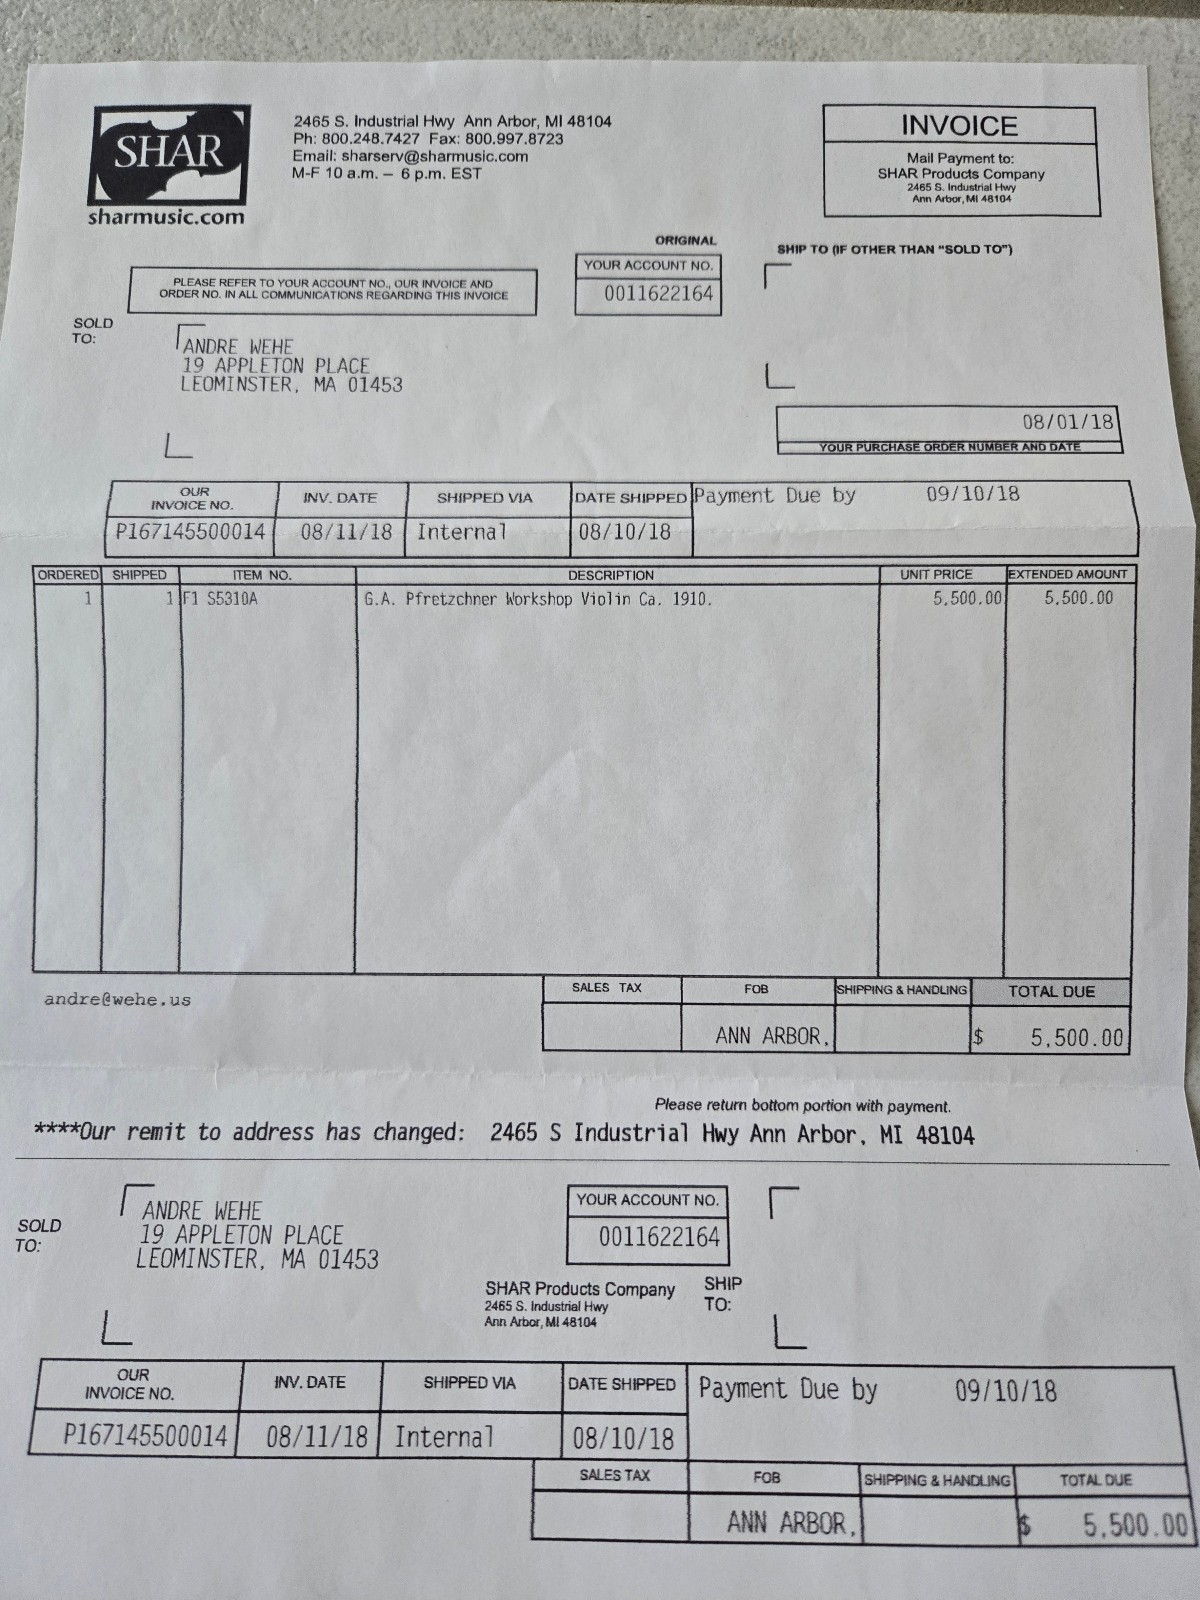 SHAR
sharmusic.com
2465 S. Industrial Hwy Ann Arbor, MI 48104
Ph: 800.248.7427 Fax: 800.997.8723
Email: sharserv@sharmusic.com
M-F 10 a.m. – 6 p.m. EST
INVOICE
Mail Payment to:
SHAR Products Company
2465 S. Industrial Hwy
Ann Arbor, MI 48104
ORIGINAL
YOUR ACCOUNT NO.
0011622164
SHIP TO (IF OTHER THAN "SOLD TO")
PLEASE REFER TO YOUR ACCOUNT NO., OUR INVOICE AND
ORDER NO. IN ALL COMMUNICATIONS REGARDING THIS INVOICE
SOLD
TO:
ANDRE WEHE
19 APPLETON PLACE
LEOMINSTER, MA 01453
08/01/18
YOUR PURCHASE ORDER NUMBER AND DATE
OUR
INVOICE NO. INV. DATE SHIPPED VIA DATE SHIPPED Payment Due by 09/10/18
P167145500014 08/11/18 Internal 08/10/18
ORDERED SHIPPED ITEM NO. DESCRIPTION UNIT PRICE EXTENDED AMOUNT
1 1 F1 S5310A G.A. Pfretzchner Workshop Violin Ca. 1910. 5,500.00 5,500.00
andre@wehe.us
SALES TAX FOB SHIPPING & HANDLING TOTAL DUE
ANN ARBOR, $ 5,500.00
Please return bottom portion with payment.
****Our remit to address has changed: 2465 S Industrial Hwy Ann Arbor, MI 48104
SOLD
TO:
ANDRE WEHE
19 APPLETON PLACE
LEOMINSTER, MA 01453
YOUR ACCOUNT NO.
0011622164
SHAR Products Company
2465 S. Industrial Hwy
Ann Arbor, MI 48104
SHIP
TO:
OUR
INVOICE NO. INV. DATE SHIPPED VIA DATE SHIPPED Payment Due by 09/10/18
P167145500014 08/11/18 Internal 08/10/18
SALES TAX FOB SHIPPING & HANDLING TOTAL DUE
ANN ARBOR, $ 5,500.00